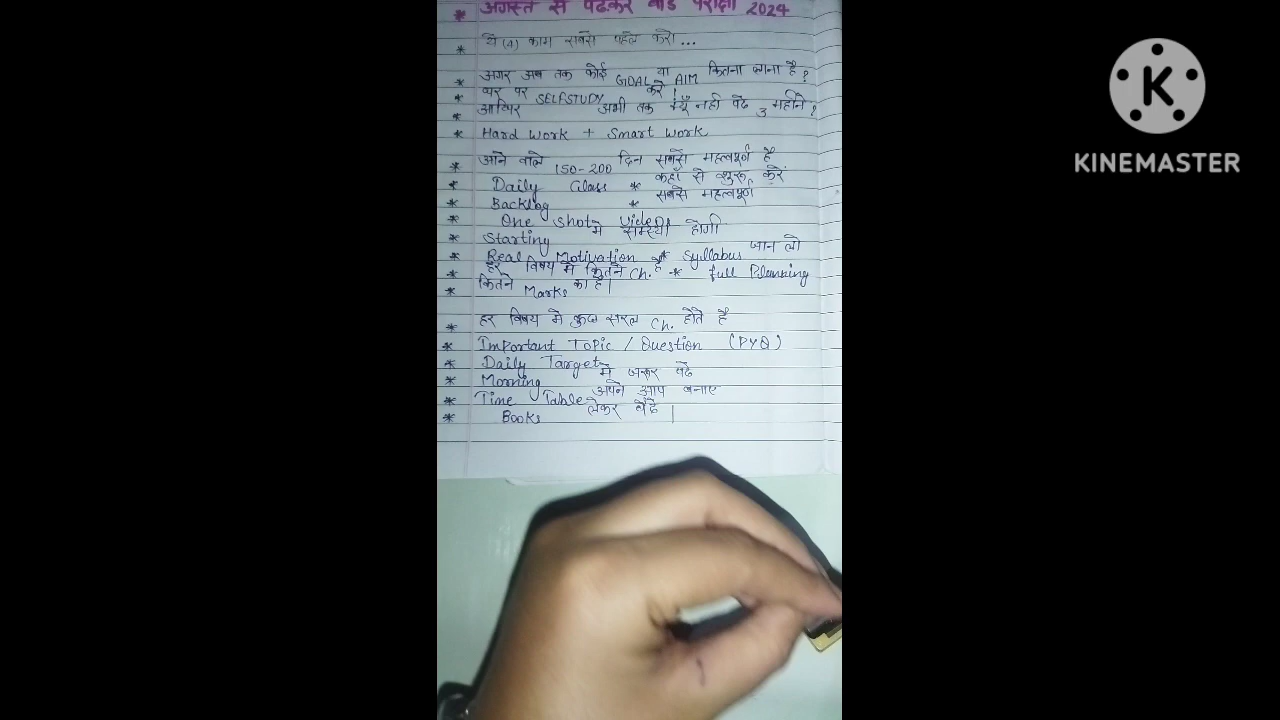 * अगस्त से पढकर बोर्ड परीक्षा 2024
* ये (4) काम सबसे पहले करो...
* अगर अब तक कोई GOAL या AIM कितना लाना है ?
* घर पर SELFSTUDY करे !
* आखिर अभी तक क्यूँ नही पढे 3 महीने ?
* Hard work + Smart work
* आने वाले 150-200 दिन सबसे महत्वपूर्ण है
* Daily Class * कहाँ से शुरू करें
* Backlog * सबसे महत्वपूर्ण
* One Shot Video
* Starting मे समस्या होगी
* Real Motivation * Syllabus जान लो
* हर विषय मे कितने Ch. है * full Planning
* कितने Marks का है।
* हर विषय मे कुछ सरल Ch. होते है
* Important Topic / Question (PYQ)
* Daily Target
* Morning मे जरूर पढे
* Time Table अपने आप बनाए
* Books लेकर बैठे |
KINEMASTER